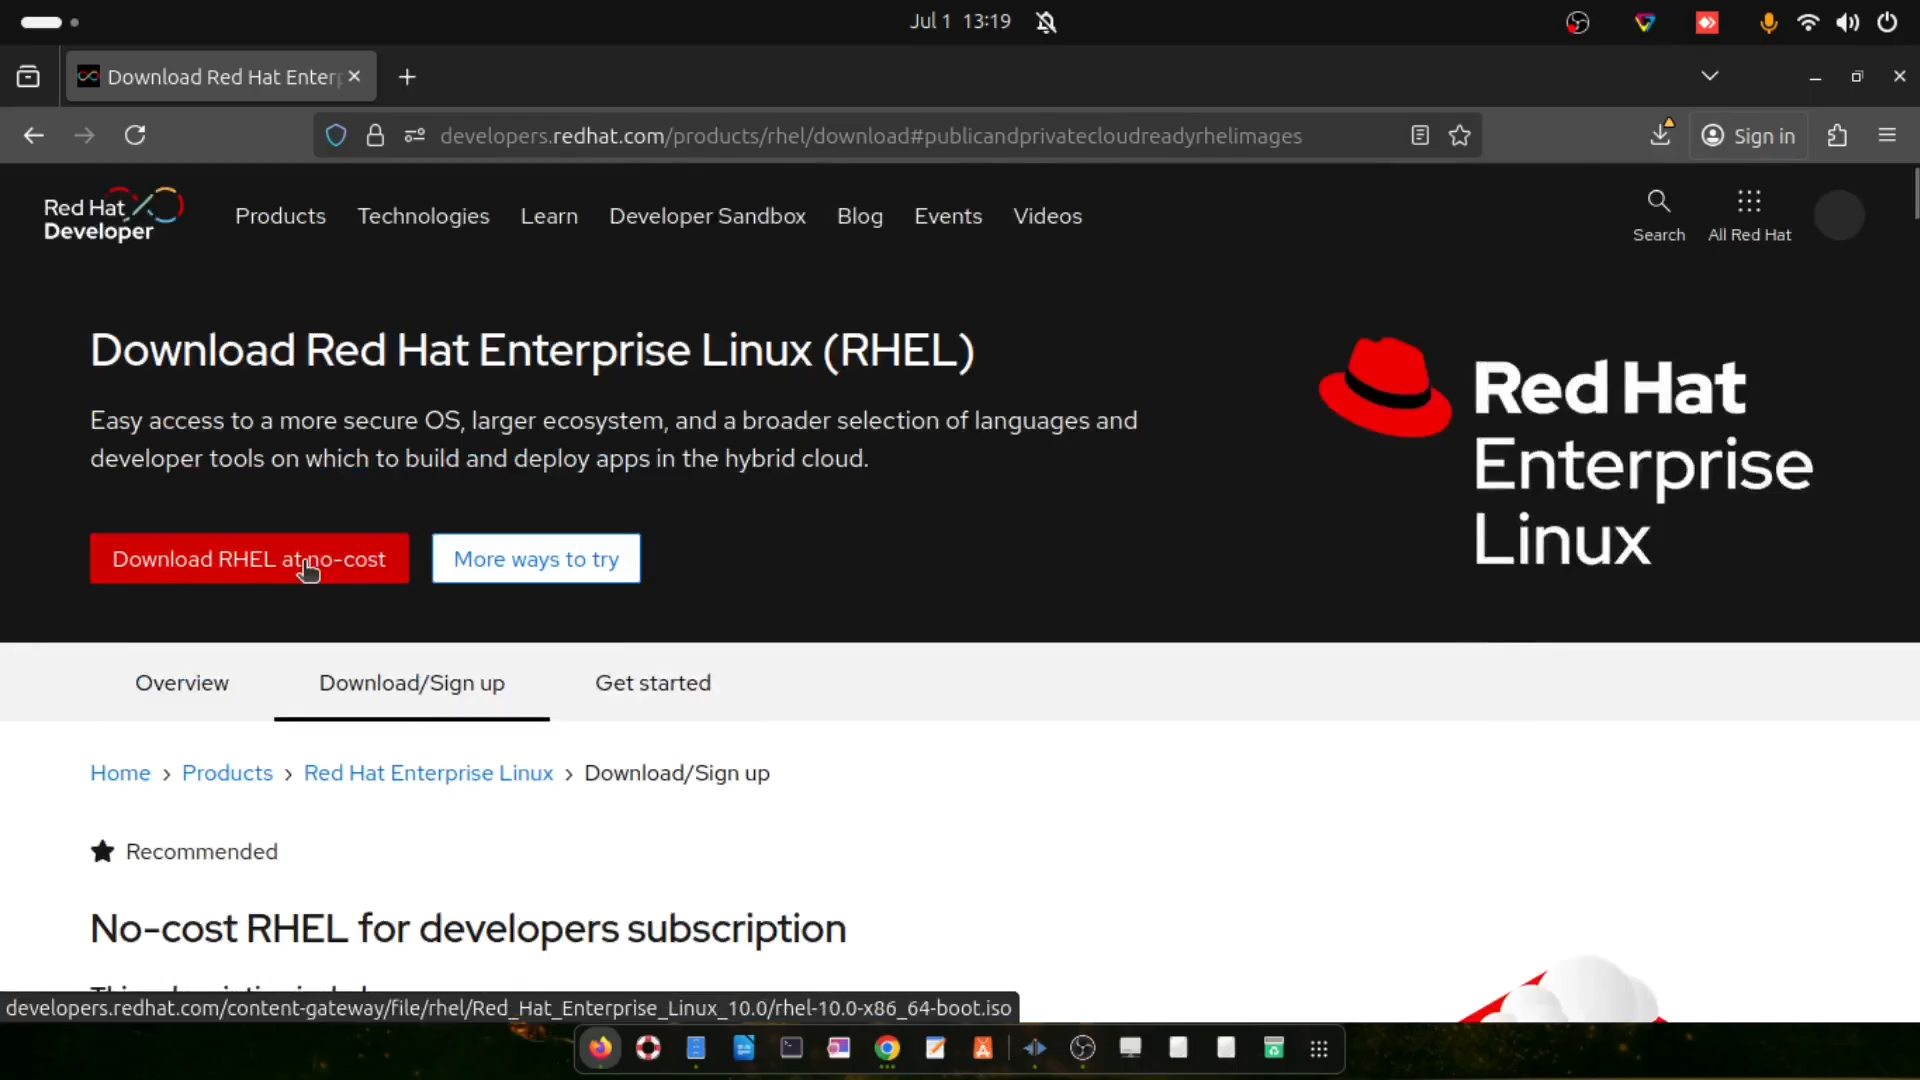 Jul 1 13:19
Download Red Hat Enterp
developers.redhat.com/products/rhel/download#publicandprivatecloudreadyrhelimages
Sign in
Red Hat
Developer
Products
Technologies
Learn
Developer Sandbox
Blog
Events
Videos
Search
All Red Hat
Download Red Hat Enterprise Linux (RHEL)
Easy access to a more secure OS, larger ecosystem, and a broader selection of languages and
developer tools on which to build and deploy apps in the hybrid cloud.
Red Hat
Enterprise
Linux
Download RHEL at no-cost
More ways to try
Overview
Download/Sign up
Get started
Home › Products › Red Hat Enterprise Linux › Download/Sign up
Recommended
No-cost RHEL for developers subscription
developers.redhat.com/content-gateway/file/rhel/Red_Hat_Enterprise_Linux_10.0/rhel-10.0-x86_64-boot.iso